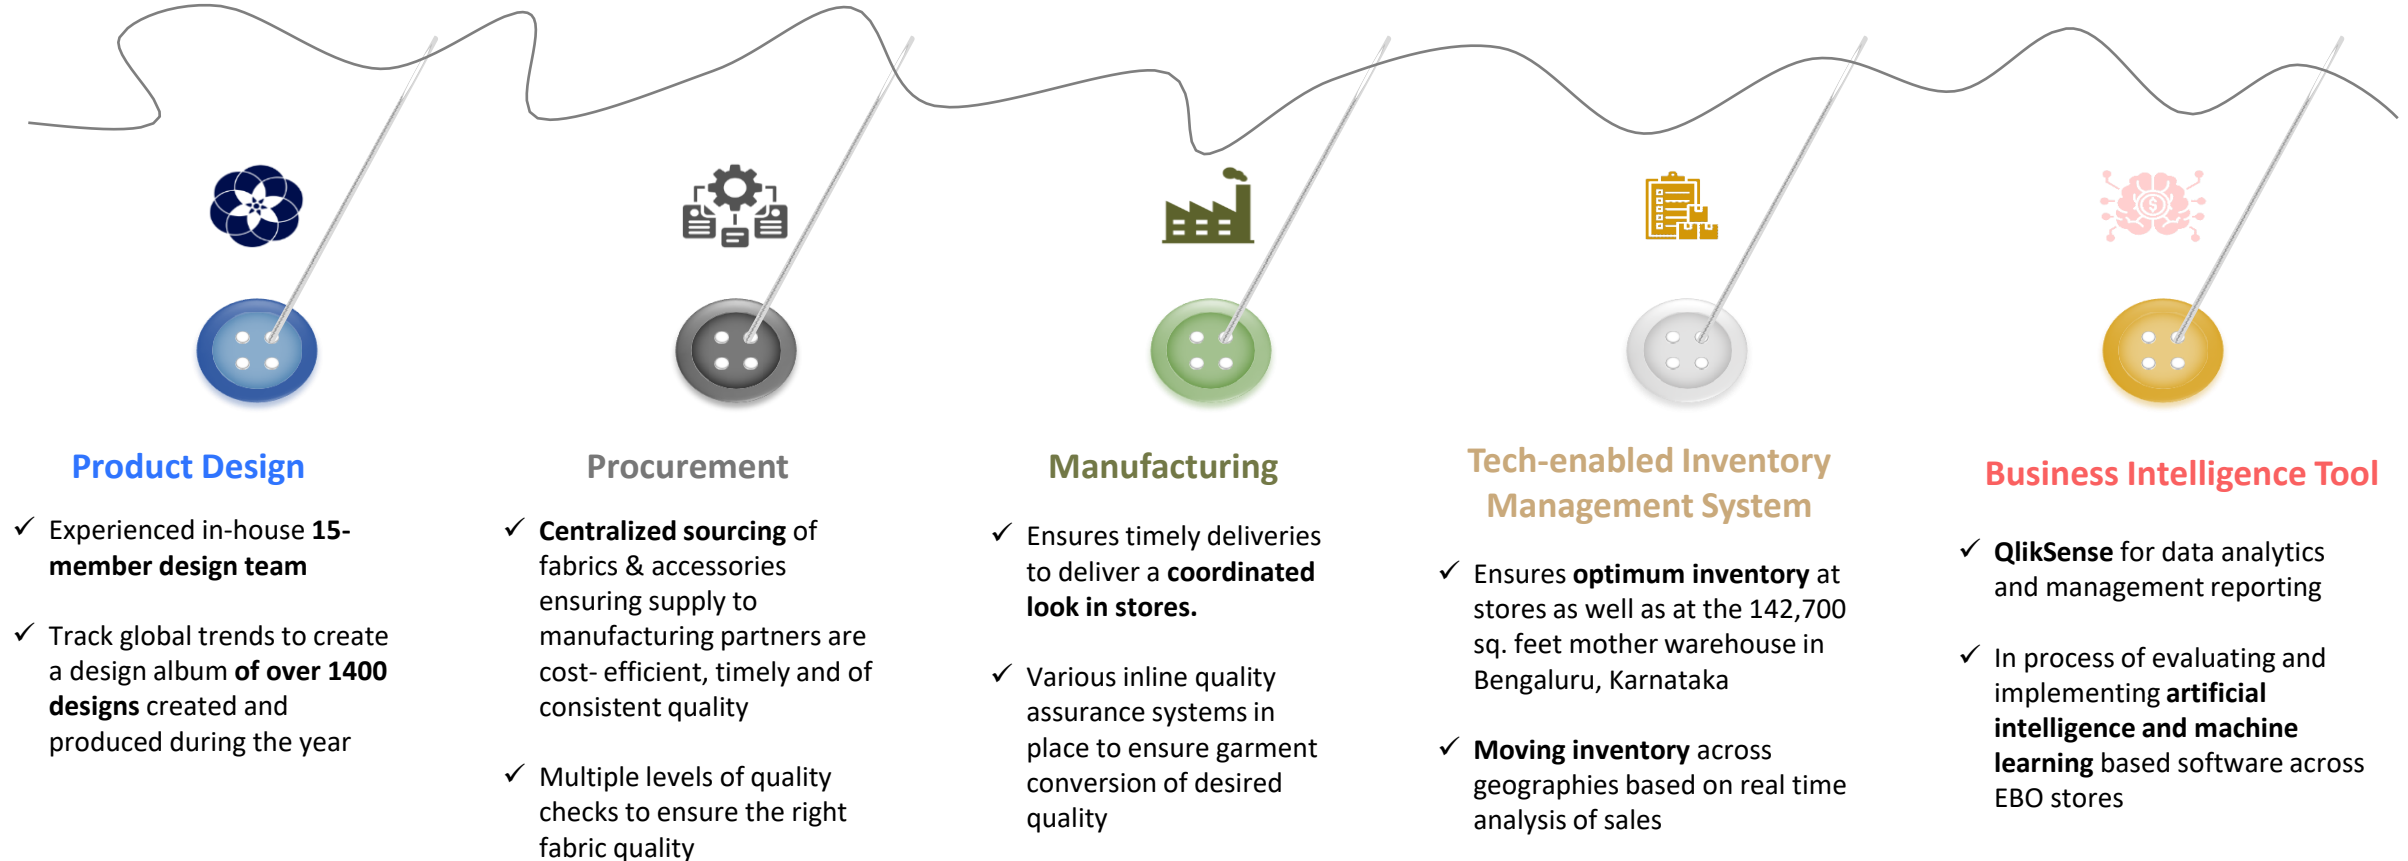 Product Design
✓ Experienced in-house 15-
member design team
✓ Track global trends to create
a design album of over 1400
designs created and
produced during the year
Procurement
✓ Centralized sourcing of
fabrics & accessories
ensuring supply to
manufacturing partners are
cost- efficient, timely and of
consistent quality
✓ Multiple levels of quality
checks to ensure the right
fabric quality
Manufacturing
✓ Ensures timely deliveries
to deliver a coordinated
look in stores.
✓ Various inline quality
assurance systems in
place to ensure garment
conversion of desired
quality
Tech-enabled Inventory
Management System
✓ Ensures optimum inventory at
stores as well as at the 142,700
sq. feet mother warehouse in
Bengaluru, Karnataka
✓ Moving inventory across
geographies based on real time
analysis of sales
Business Intelligence Tool
✓ QlikSense for data analytics
and management reporting
✓ In process of evaluating and
implementing artificial
intelligence and machine
learning based software across
EBO stores